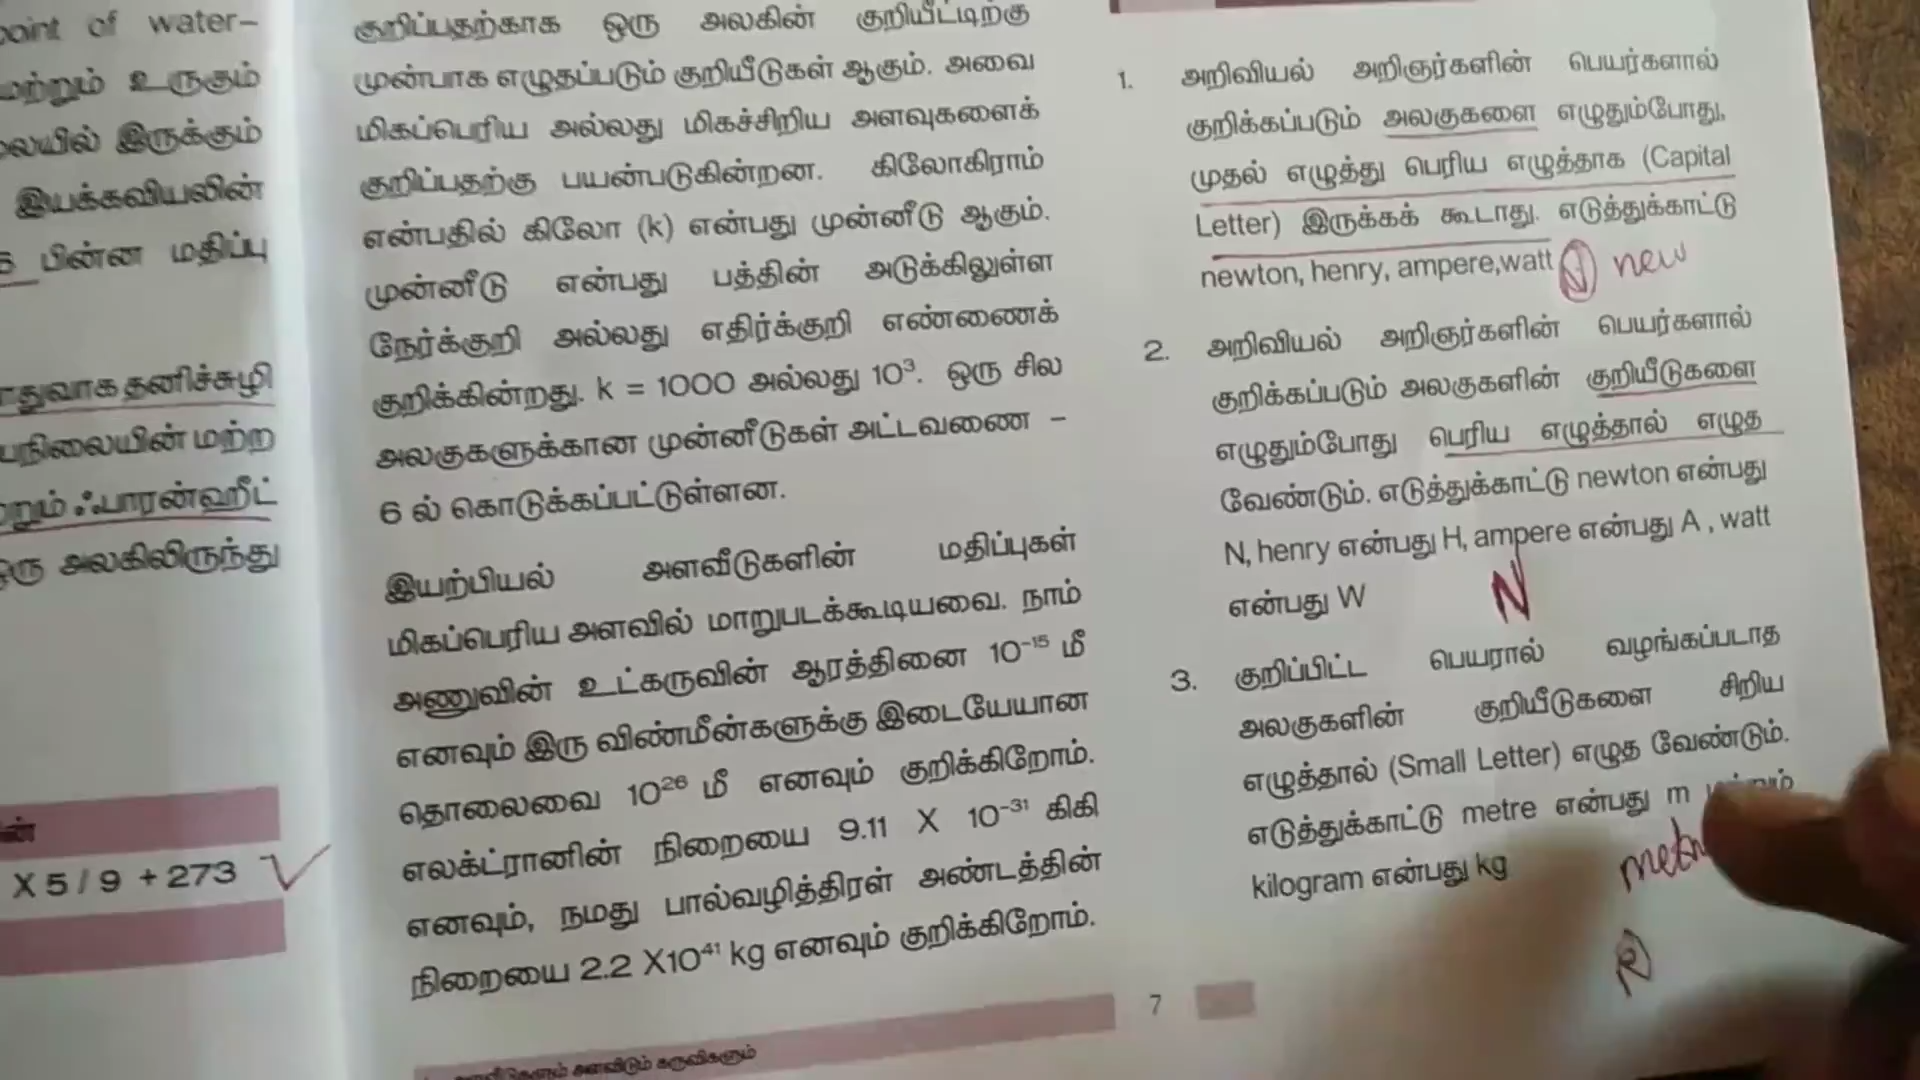 point of water–
மற்றும் உருகும்
இருக்கும்
இயக்கவியலின்
பின்ன மதிப்பு
தனிச்சுழி
மற்ற
ஃபாரன்ஹீட்
அலகிலிருந்து
X 5 / 9 + 273
குறிப்பதற்காக ஒரு அலகின் குறியீட்டிற்கு
முன்பாக எழுதப்படும் குறியீடுகள் ஆகும். அவை
மிகப்பெரிய அல்லது மிகச்சிறிய அளவுகளைக்
குறிப்பதற்கு பயன்படுகின்றன. கிலோகிராம்
என்பதில் கிலோ (k) என்பது முன்னீடு ஆகும்.
முன்னீடு என்பது பத்தின் அடுக்கிலுள்ள
நேர்க்குறி அல்லது எதிர்க்குறி எண்ணைக்
குறிக்கின்றது. k = 1000 அல்லது 10³. ஒரு சில
அலகுகளுக்கான முன்னீடுகள் அட்டவணை –
6 ல் கொடுக்கப்பட்டுள்ளன.
இயற்பியல் அளவீடுகளின் மதிப்புகள்
மிகப்பெரிய அளவில் மாறுபடக்கூடியவை. நாம்
அணுவின் உட்கருவின் ஆரத்தினை 10⁻¹⁵ மீ
எனவும் இரு விண்மீன்களுக்கு இடையேயான
தொலைவை 10²⁶ மீ எனவும் குறிக்கிறோம்.
எலக்ட்ரானின் நிறையை 9.11 X 10⁻³¹ கிகி
எனவும், நமது பால்வழித்திரள் அண்டத்தின்
நிறையை 2.2 X10⁴¹ kg எனவும் குறிக்கிறோம்.
1. அறிவியல் அறிஞர்களின் பெயர்களால்
குறிக்கப்படும் அலகுகளை எழுதும்போது,
முதல் எழுத்து பெரிய எழுத்தாக (Capital
Letter) இருக்கக் கூடாது. எடுத்துக்காட்டு
newton, henry, ampere,watt N new
2. அறிவியல் அறிஞர்களின் பெயர்களால்
குறிக்கப்படும் அலகுகளின் குறியீடுகளை
எழுதும்போது பெரிய எழுத்தால் எழுத
வேண்டும். எடுத்துக்காட்டு newton என்பது
N, henry என்பது H, ampere என்பது A , watt
என்பது W N
3. குறிப்பிட்ட பெயரால் வழங்கப்படாத
அலகுகளின் குறியீடுகளை சிறிய
எழுத்தால் (Small Letter) எழுத வேண்டும்.
எடுத்துக்காட்டு metre என்பது m
kilogram என்பது kg
7
அளவிடும் கருவிகளும்